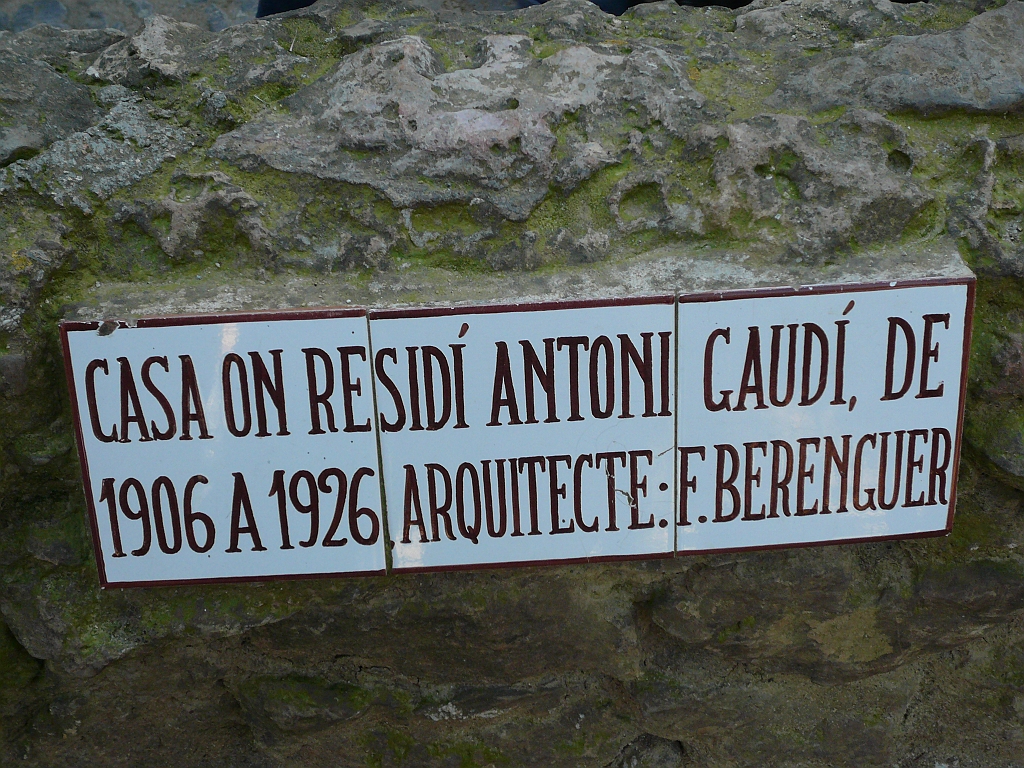 CASA ON RESIDÍ ANTONI GAUDÍ, DE
1906 A 1926 ARQUITECTE: F. BERENGUER